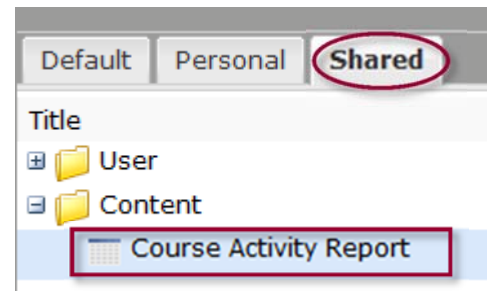 Default Personal Shared
Title
User
Content
Course Activity Report